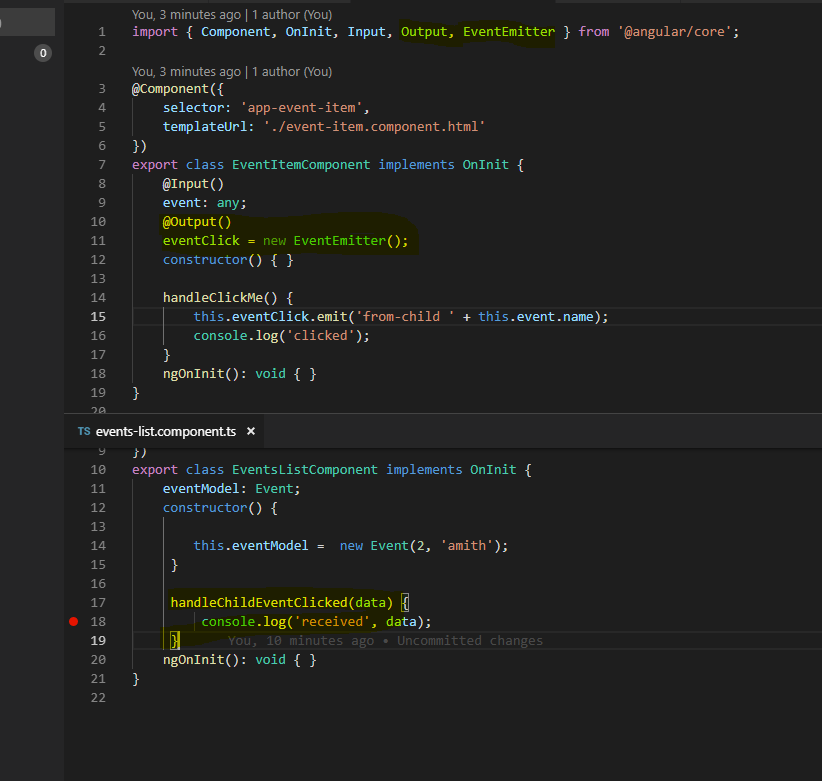 0
You, 3 minutes ago | 1 author (You)
1 import { Component, OnInit, Input, Output, EventEmitter } from '@angular/core';
2
You, 3 minutes ago | 1 author (You)
3 @Component({
4     selector: 'app-event-item',
5     templateUrl: './event-item.component.html'
6 })
7 export class EventItemComponent implements OnInit {
8     @Input()
9     event: any;
10     @Output()
11     eventClick = new EventEmitter();
12     constructor() { }
13
14     handleClickMe() {
15         this.eventClick.emit('from-child ' + this.event.name);
16         console.log('clicked');
17     }
18     ngOnInit(): void { }
19 }
20
TS events-list.component.ts ×
9 })
10 export class EventsListComponent implements OnInit {
11     eventModel: Event;
12     constructor() {
13
14         this.eventModel =  new Event(2, 'amith');
15      }
16
17      handleChildEventClicked(data) {
18          console.log('received', data);
19      } You, 10 minutes ago • Uncommitted changes
20     ngOnInit(): void { }
21 }
22